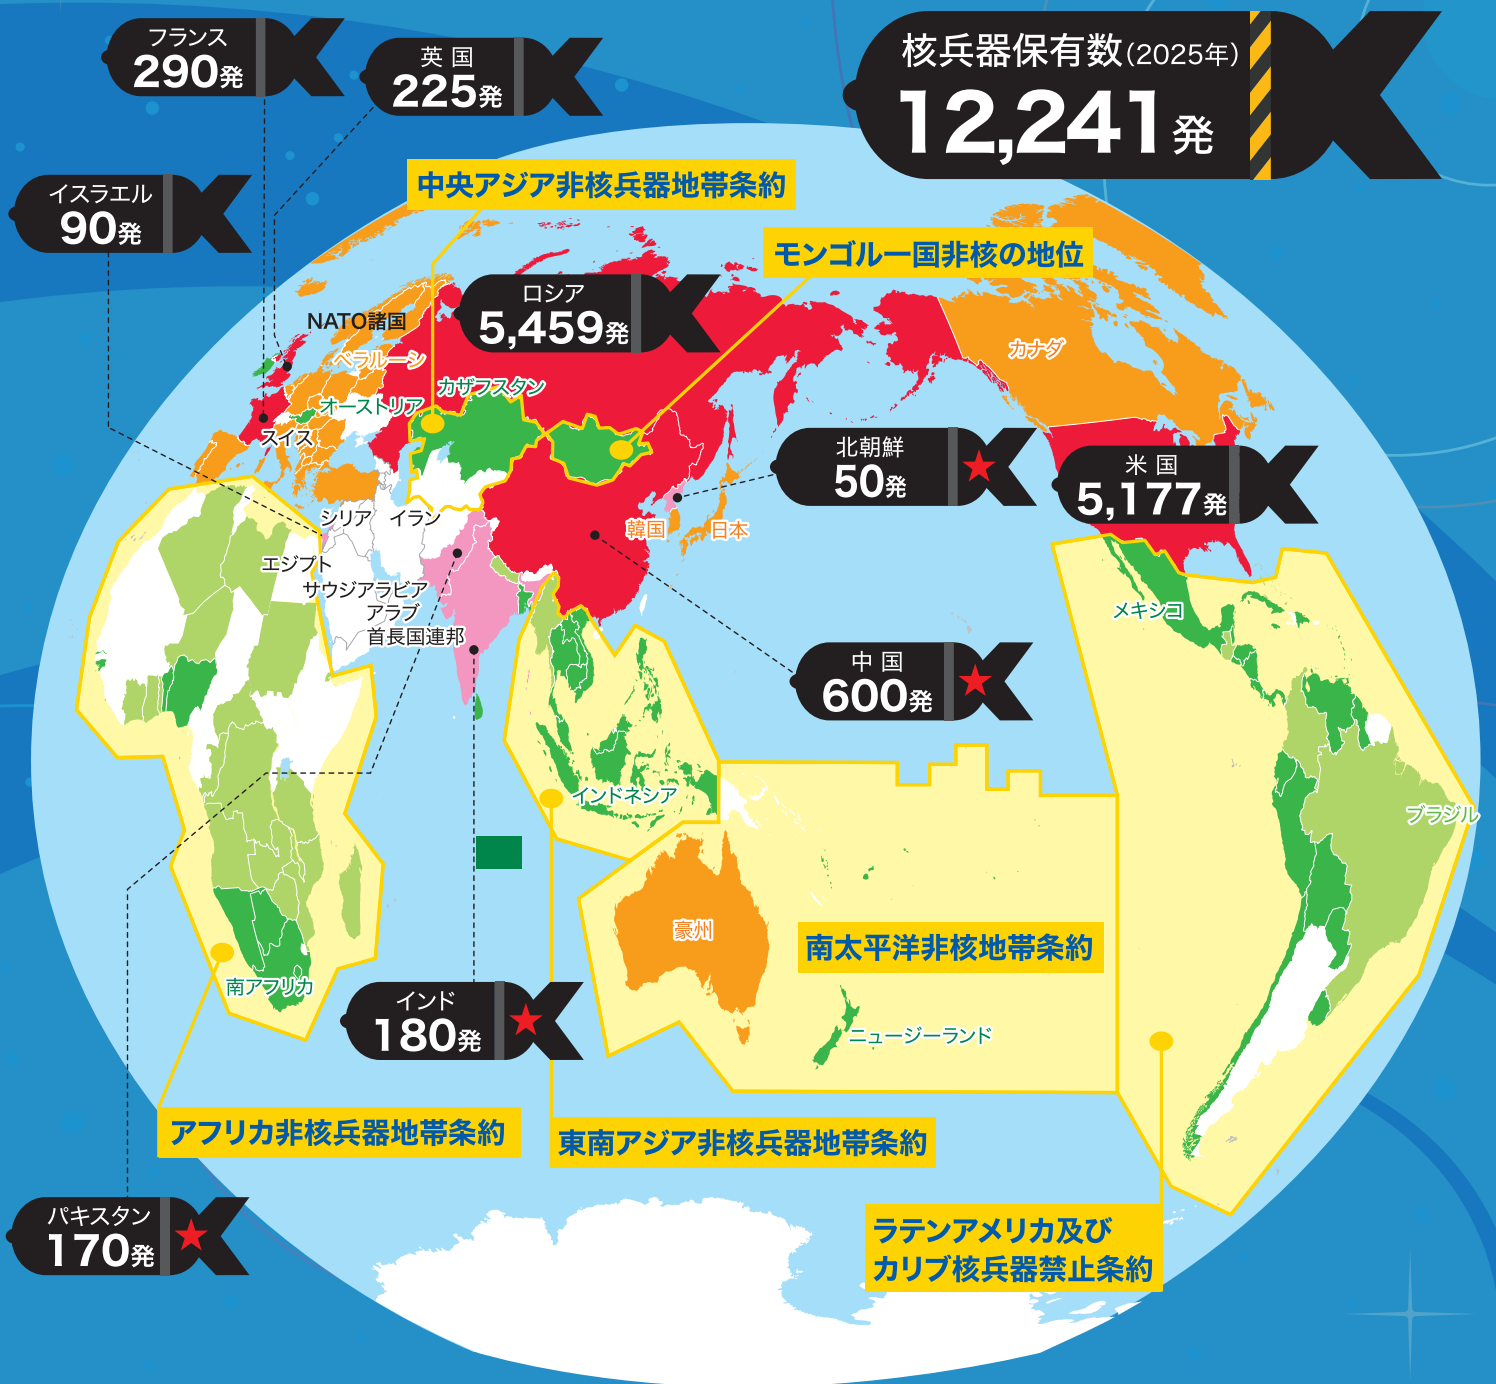 フランス
290発
英国
225発
核兵器保有数(2025年)
12,241発
イスラエル
90発
中央アジア非核兵器地帯条約
モンゴル一国非核の地位
ロシア
5,459発
NATO諸国
ベラルーシ
カナダ
カザフスタン
オーストリア
スイス
北朝鮮
50発
米国
5,177発
シリア
イラン
韓国
日本
エジプト
サウジアラビア
アラブ
首長国連邦
メキシコ
中国
600発
インドネシア
ブラジル
豪州
南太平洋非核地帯条約
南アフリカ
インド
180発
ニュージーランド
アフリカ非核兵器地帯条約
東南アジア非核兵器地帯条約
パキスタン
170発
ラテンアメリカ及び
カリブ核兵器禁止条約